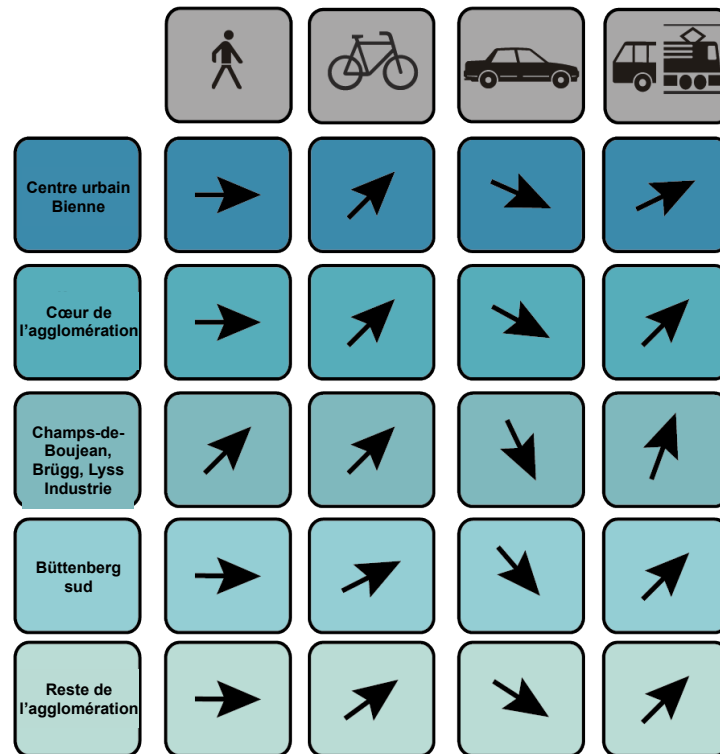 Centre urbain
Bienne
Cœur de
l’agglomération
Champs-de-
Boujean,
Brügg, Lyss
Industrie
Büttenberg
sud
Reste de
l’agglomération